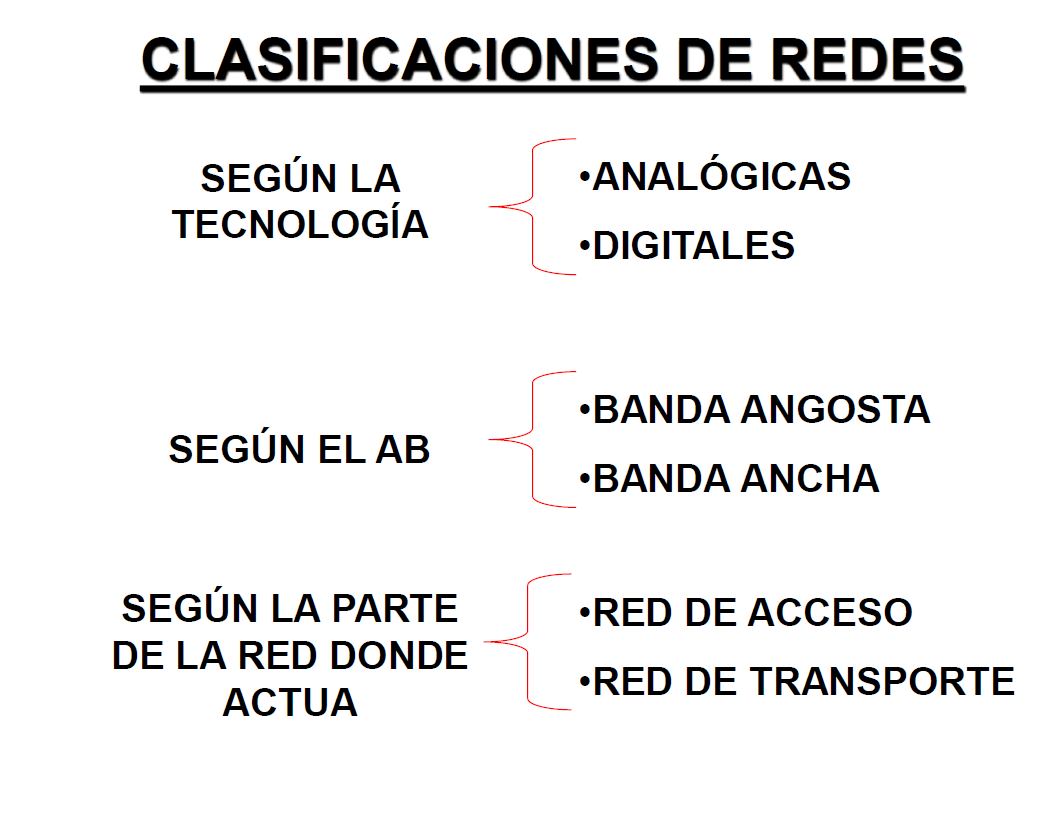 CLASIFICACIONES DE REDES
SEGÚN LA
TECNOLOGÍA
•ANALÓGICAS
•DIGITALES
SEGÚN EL AB
•BANDA ANGOSTA
•BANDA ANCHA
SEGÚN LA PARTE
DE LA RED DONDE
ACTUA
•RED DE ACCESO
•RED DE TRANSPORTE